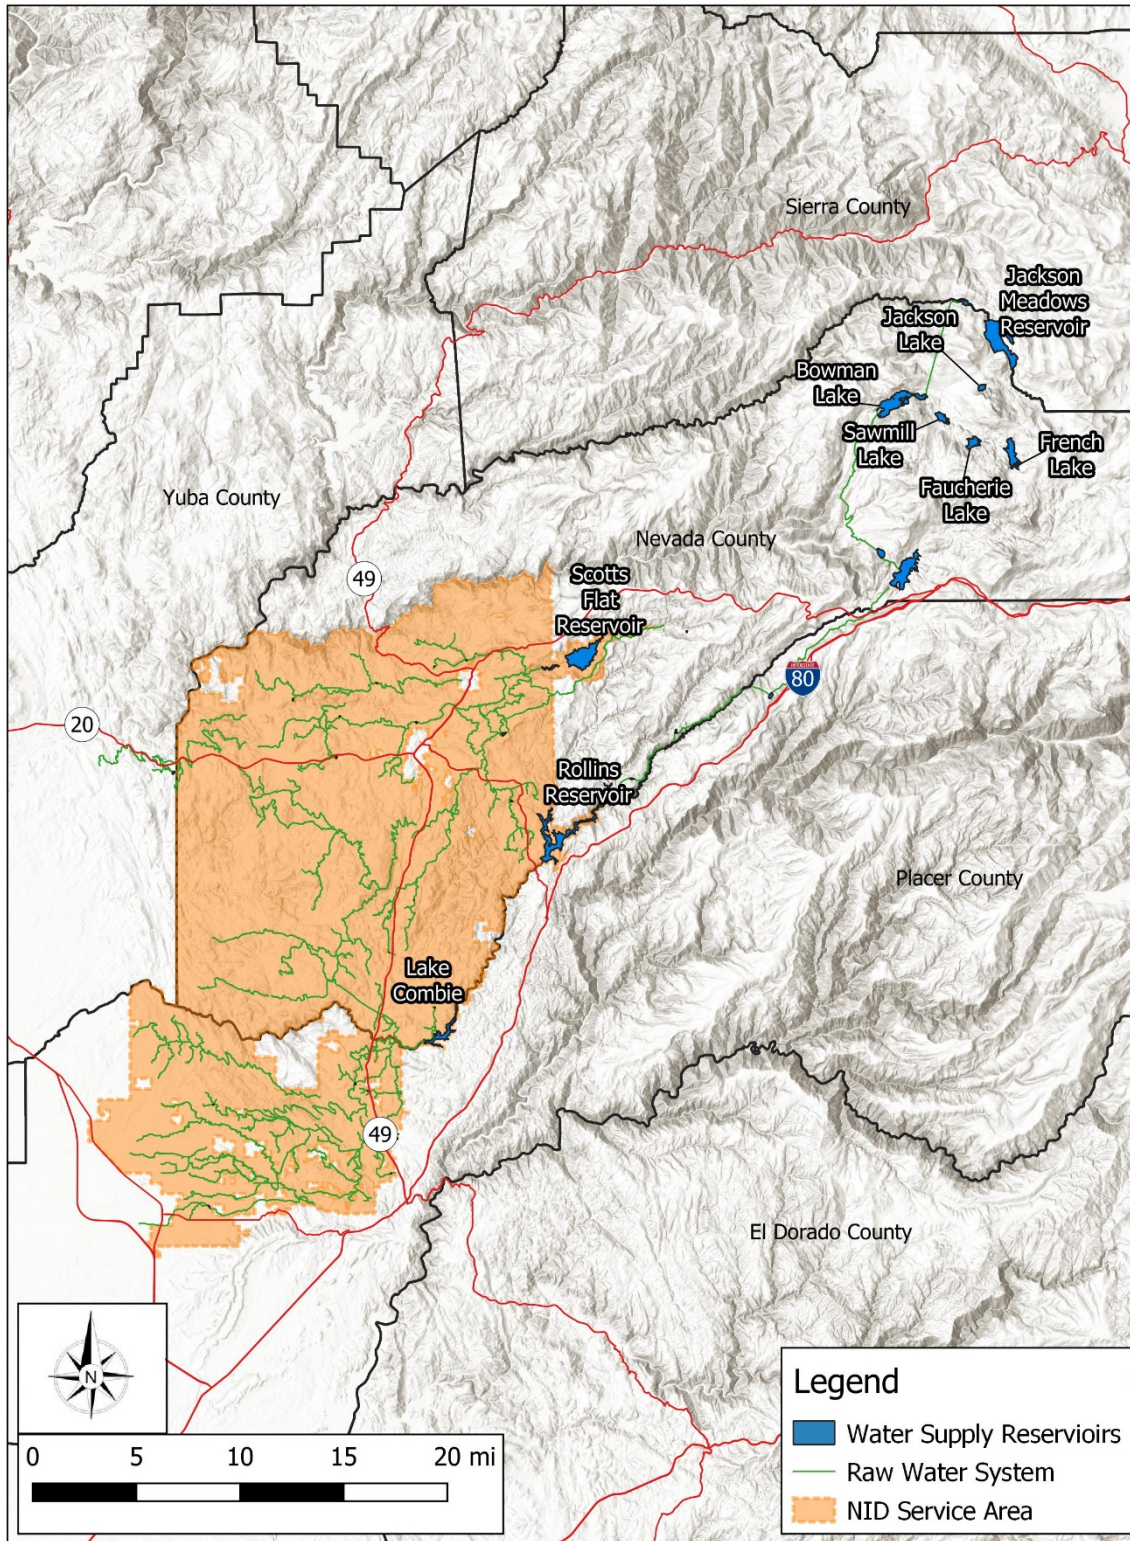 Sierra County
Jackson
Meadows
Reservoir
Jackson
Lake
Bowman
Lake
Sawmill
Lake
French
Lake
Faucherie
Lake
Yuba County
Nevada County
49
Scotts
Flat
Reservoir
INTERSTATE
80
20
Rollins
Reservoir
Placer County
Lake
Combie
49
El Dorado County
N
0 5 10 15 20 mi
Legend
Water Supply Reservioirs
Raw Water System
NID Service Area